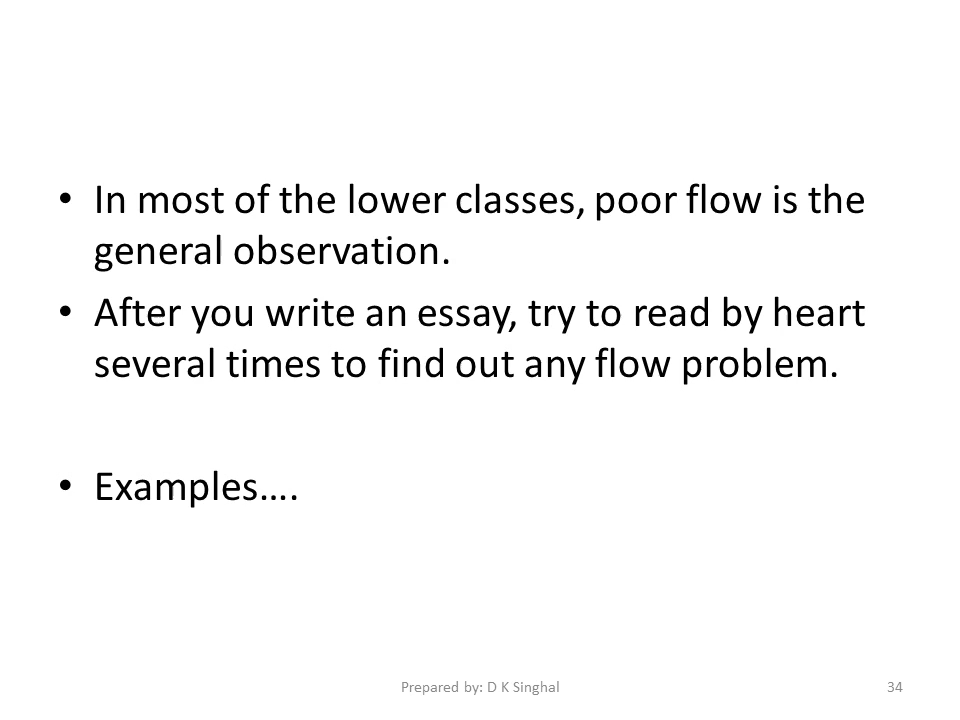 • In most of the lower classes, poor flow is the
general observation.
• After you write an essay, try to read by heart
several times to find out any flow problem.
• Examples….
Prepared by: D K Singhal
34